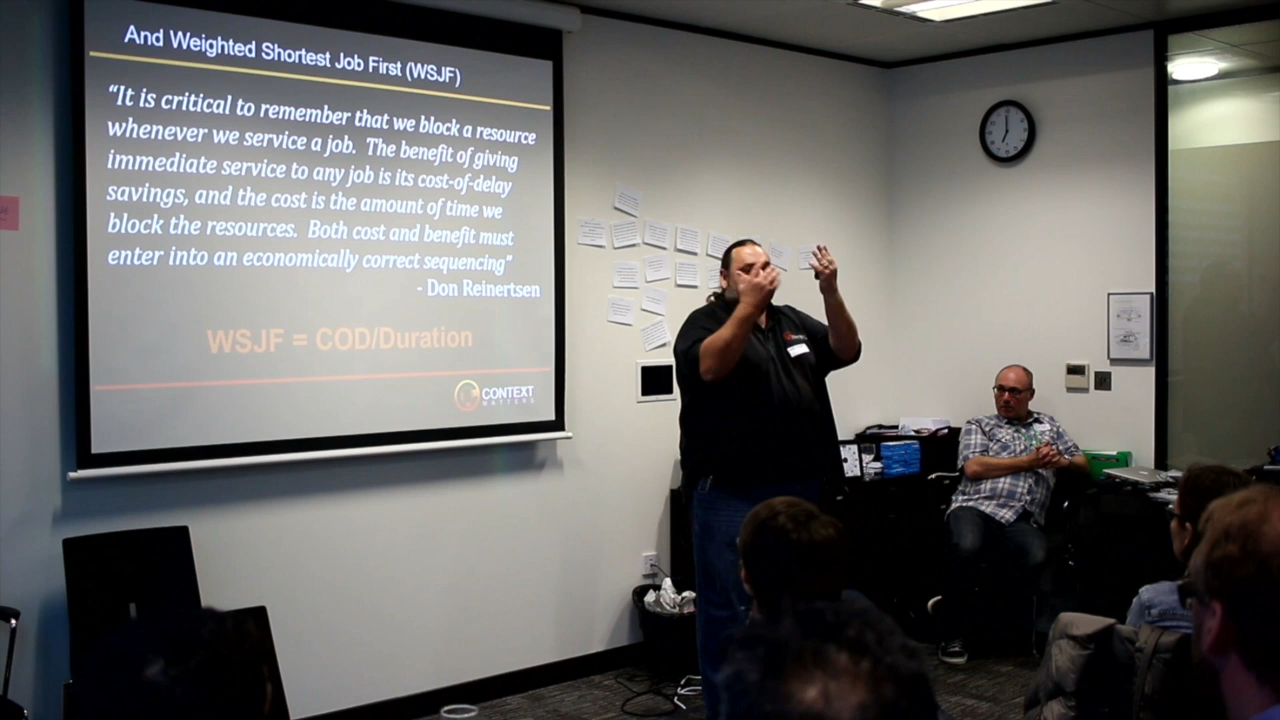 And Weighted Shortest Job First (WSJF)
“It is critical to remember that we block a resource
whenever we service a job. The benefit of giving
immediate service to any job is its cost-of-delay
savings, and the cost is the amount of time we
block the resources. Both cost and benefit must
enter into an economically correct sequencing”
- Don Reinertsen
WSJF = COD/Duration
CONTEXT
MATTERS